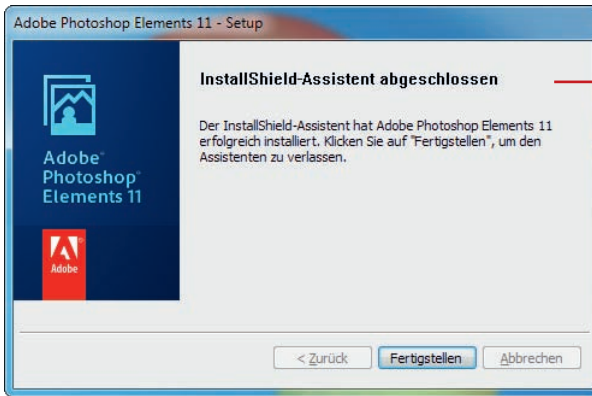 Adobe Photoshop Elements 11 - Setup
InstallShield-Assistent abgeschlossen
Der InstallShield-Assistent hat Adobe Photoshop Elements 11
erfolgreich installiert. Klicken Sie auf "Fertigstellen", um den
Assistenten zu verlassen.
Adobe®
Photoshop®
Elements 11
Adobe®
< Zurück Fertigstellen Abbrechen